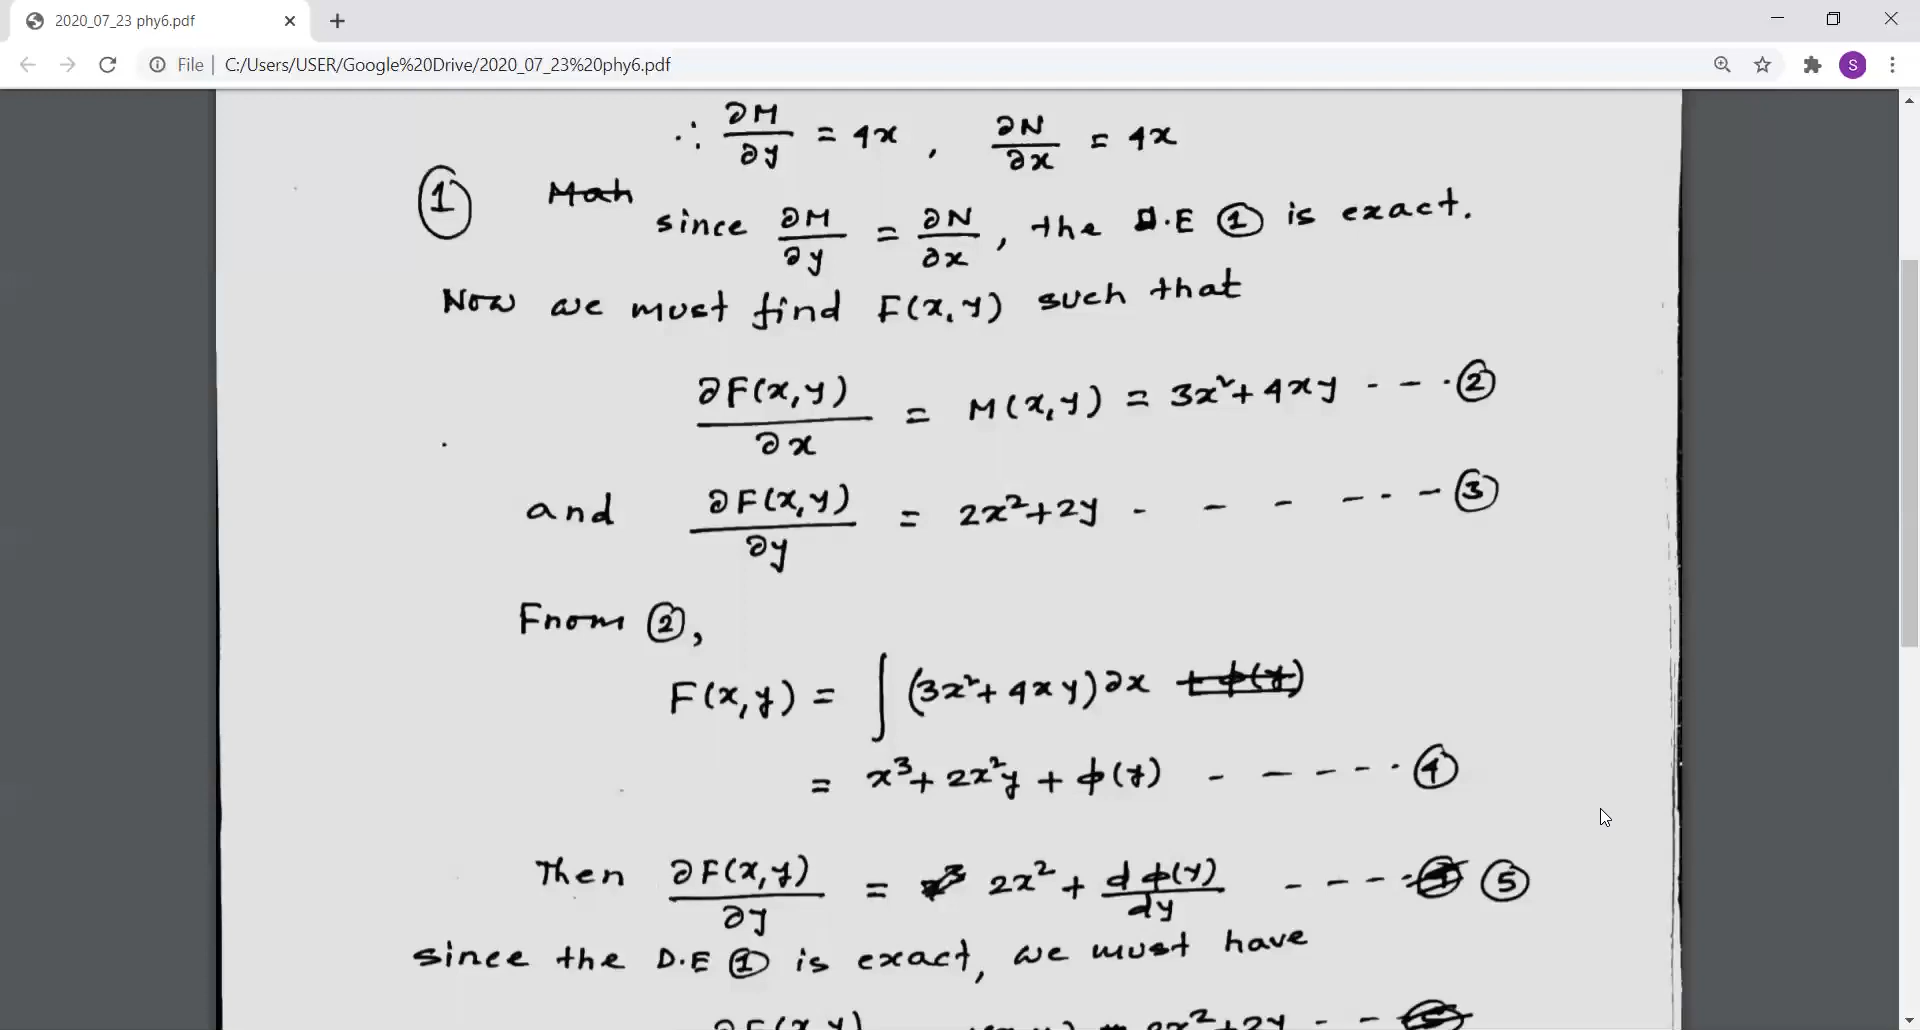 2020_07_23 phy6.pdf
File | C:/Users/USER/Google%20Drive/2020_07_23%20phy6.pdf
S
∴ ∂M/∂y = 4x , ∂N/∂x = 4x
① Mah
since ∂M/∂y = ∂N/∂x , the D.E ① is exact.
Now we must find F(x,y) such that
∂F(x,y)/∂x = M(x,y) = 3x²+ 4xy - - · ②
and ∂F(x,y)/∂y = 2x²+2y - - - - - - ③
From ②,
F(x,y) = ∫ (3x²+ 4xy)∂x + φ(y)
= x³+ 2x²y + φ(y) - - - - - · ④
Then ∂F(x,y)/∂y = 2x² + dφ(y)/dy - - - - ⑤
since the D.E ① is exact, we must have